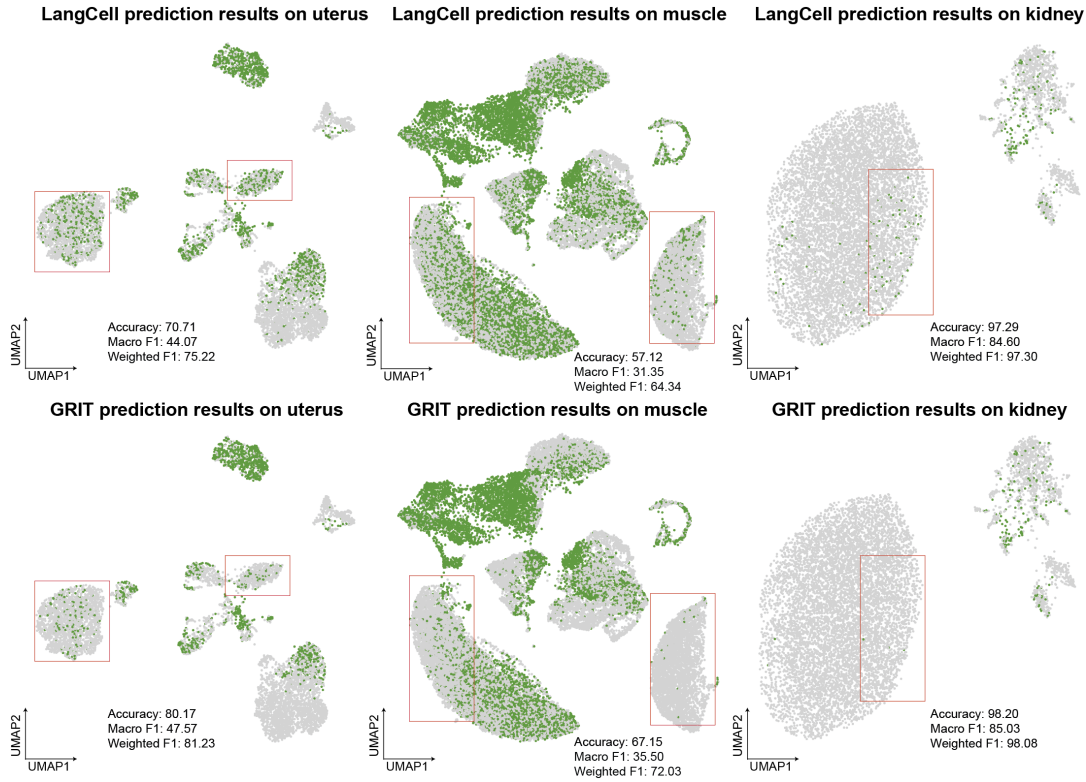 LangCell prediction results on uterus
LangCell prediction results on muscle
LangCell prediction results on kidney
UMAP2
UMAP1
Accuracy: 70.71
Macro F1: 44.07
Weighted F1: 75.22
UMAP2
UMAP1
Accuracy: 57.12
Macro F1: 31.35
Weighted F1: 64.34
UMAP2
UMAP1
Accuracy: 97.29
Macro F1: 84.60
Weighted F1: 97.30
GRIT prediction results on uterus
GRIT prediction results on muscle
GRIT prediction results on kidney
UMAP2
UMAP1
Accuracy: 80.17
Macro F1: 47.57
Weighted F1: 81.23
UMAP2
UMAP1
Accuracy: 67.15
Macro F1: 35.50
Weighted F1: 72.03
UMAP2
UMAP1
Accuracy: 98.20
Macro F1: 85.03
Weighted F1: 98.08